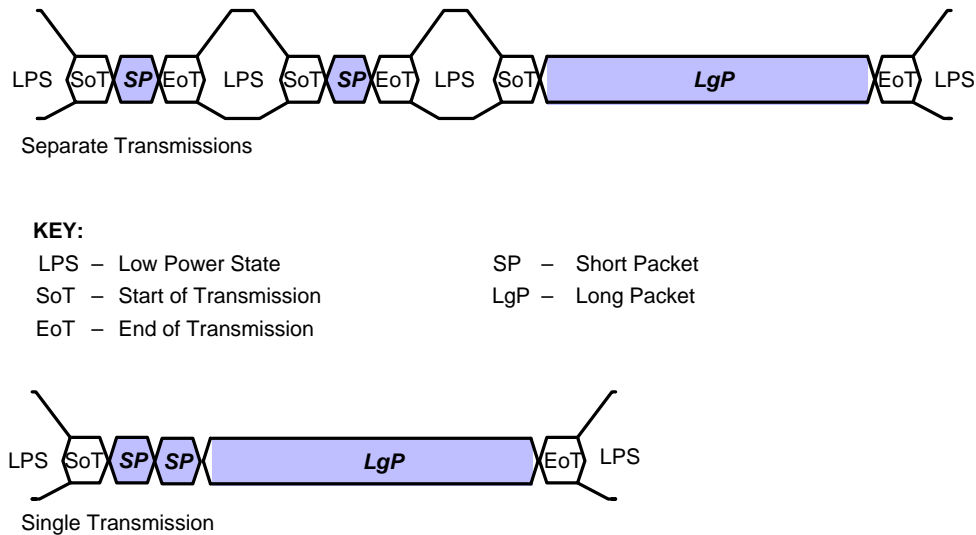 LPS SoT SP EoT LPS SoT SP EoT LPS SoT LgP EoT LPS
Separate Transmissions
KEY:
LPS – Low Power State SP – Short Packet
SoT – Start of Transmission LgP – Long Packet
EoT – End of Transmission
LPS SoT SP SP LgP EoT LPS
Single Transmission